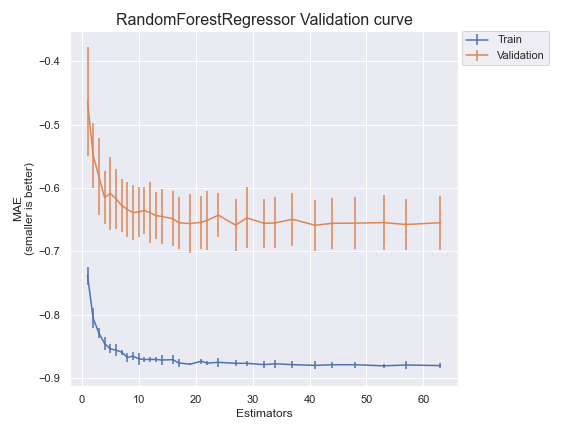 RandomForestRegressor Validation curve
Train
Validation
−0.4
−0.5
−0.6
−0.7
−0.8
−0.9
MAE
(smaller is better)
0 10 20 30 40 50 60
Estimators